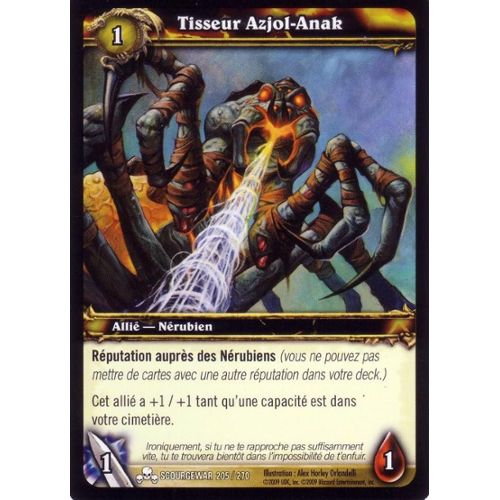 1
Tisseur Azjol-Anak
Allié — Nérubien
Réputation auprès des Nérubiens (vous ne pouvez pas
mettre de cartes avec une autre réputation dans votre deck.)
Cet allié a +1 / +1 tant qu'une capacité est dans
votre cimetière.
Ironiquement, si tu ne te rapproche pas suffisamment
vite, tu te trouvera bientôt dans l'impossibilité de t'enfuir.
1
SCOURGEWAR 205 / 270
Illustration : Alex Horley Orlandelli
©2009 UDE, Inc. ©2009 Blizzard Entertainment, Inc.
1